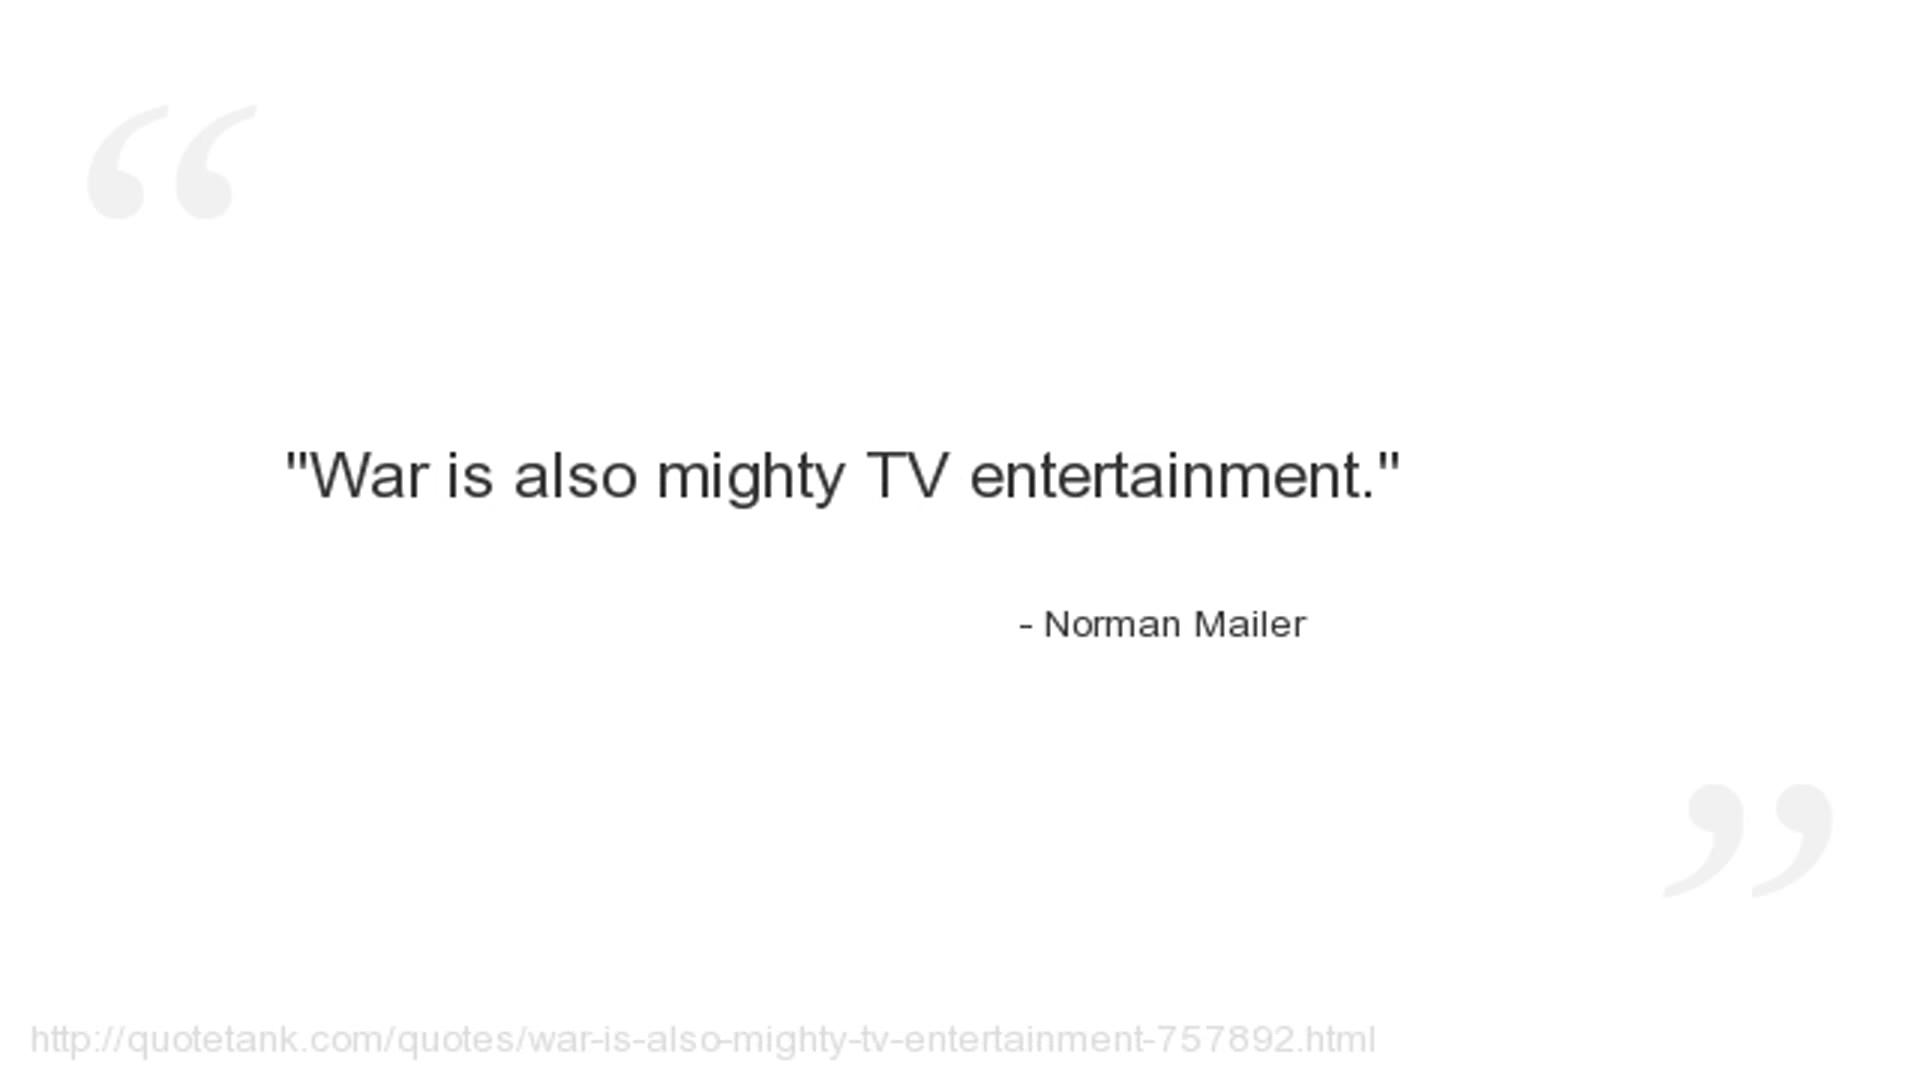 "War is also mighty TV entertainment."
- Norman Mailer
http://quotetank.com/quotes/war-is-also-mighty-tv-entertainment-757892.html